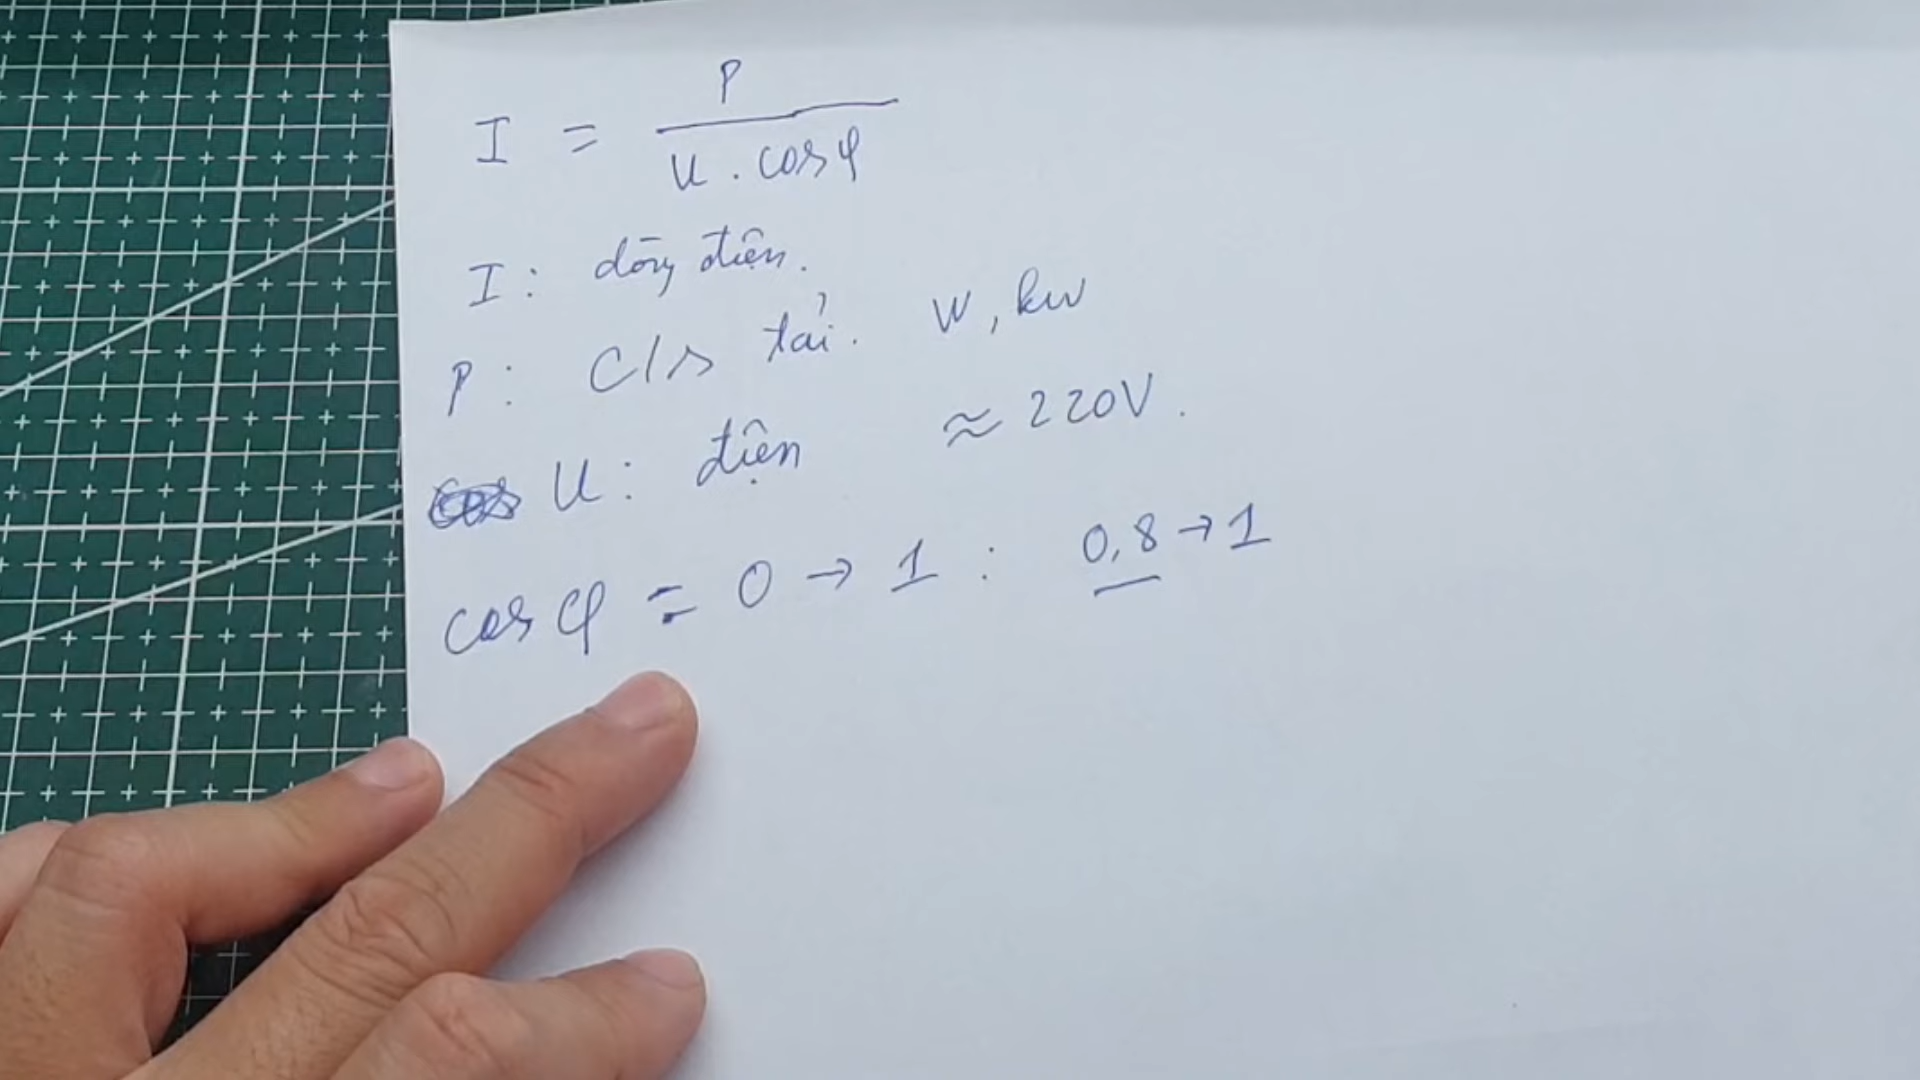 I = P / U . cosφ
I : dòng điện.
P : C/s tải. W, kw
U : điện ≈ 220V.
cosφ = 0 → 1 : 0,8 → 1